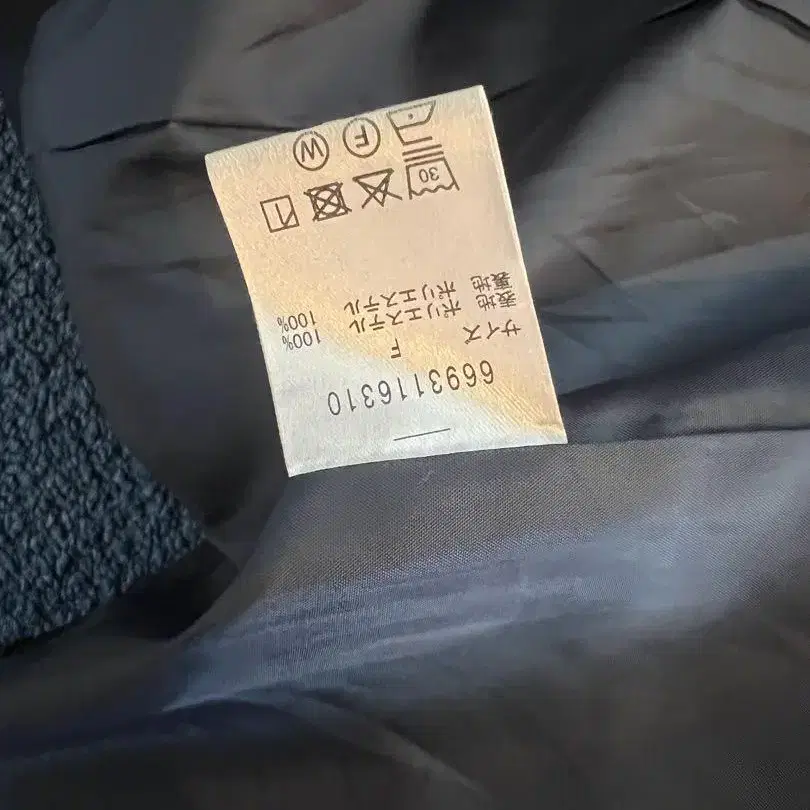 6693116310
サイズ F
表地 ポリエステル 100%
裏地 ポリエステル 100%
30
F W